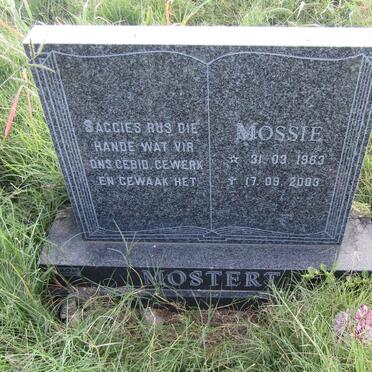 SAGGIES RUS DIE
HANDE WAT VIR
ONS GEBID, GEWERK
EN GEWAAK HET
MOSSIE
☆ 31. 03. 1963
✝ 17. 09. 2003
MOSTERT